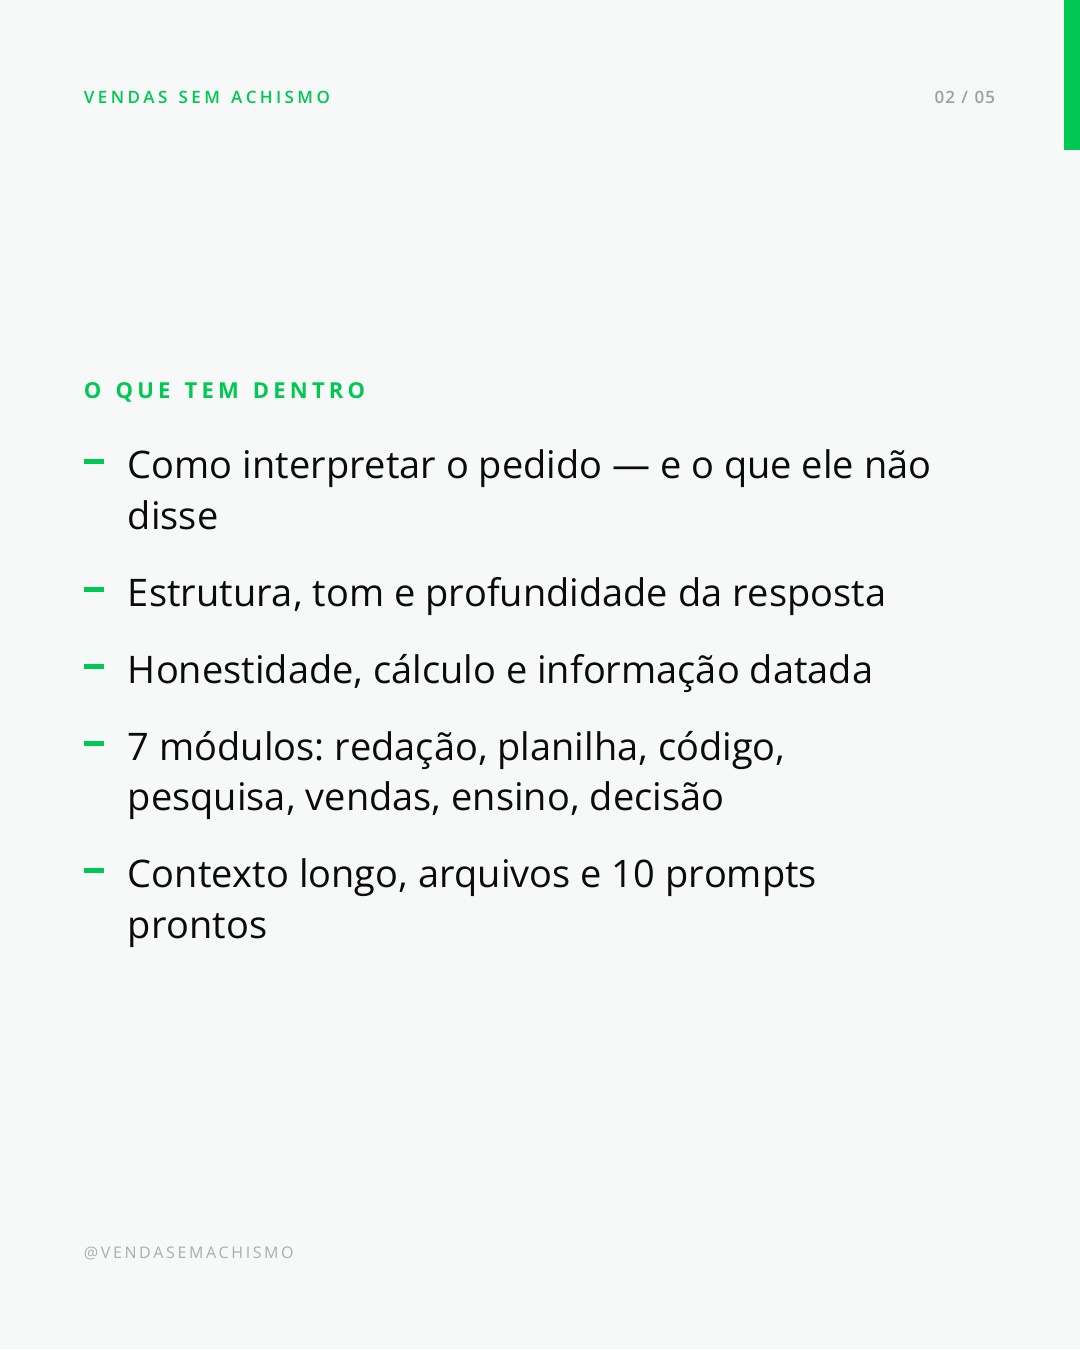 VENDAS SEM ACHISMO
02 / 05
O QUE TEM DENTRO
Como interpretar o pedido — e o que ele não
disse
Estrutura, tom e profundidade da resposta
Honestidade, cálculo e informação datada
7 módulos: redação, planilha, código,
pesquisa, vendas, ensino, decisão
Contexto longo, arquivos e 10 prompts
prontos
@VENDASEMACHISMO